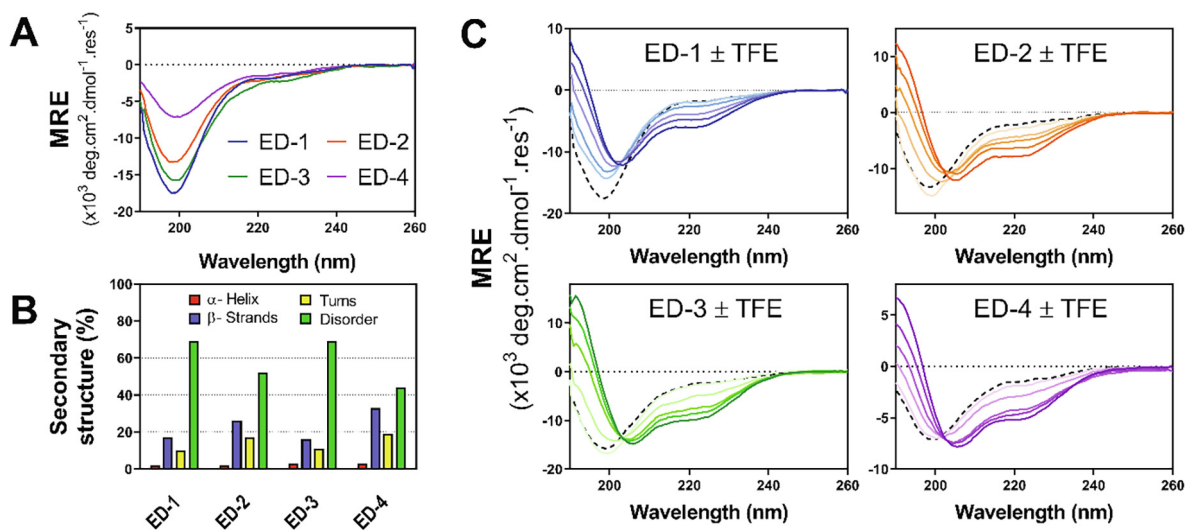 A
MRE
(x10³ deg.cm².dmol⁻¹.res⁻¹)
5
0
-5
-10
-15
-20
ED-1
ED-2
ED-3
ED-4
200
220
240
260
Wavelength (nm)
B
Secondary
structure (%)
100
80
60
40
20
0
α- Helix
Turns
β- Strands
Disorder
ED-1
ED-2
ED-3
ED-4
C
MRE
(x10³ deg.cm².dmol⁻¹.res⁻¹)
ED-1 ± TFE
10
0
-10
-20
200
220
240
260
Wavelength (nm)
ED-2 ± TFE
10
0
-10
200
220
240
260
Wavelength (nm)
ED-3 ± TFE
10
0
-10
-20
200
220
240
260
Wavelength (nm)
ED-4 ± TFE
5
0
-5
-10
200
220
240
260
Wavelength (nm)